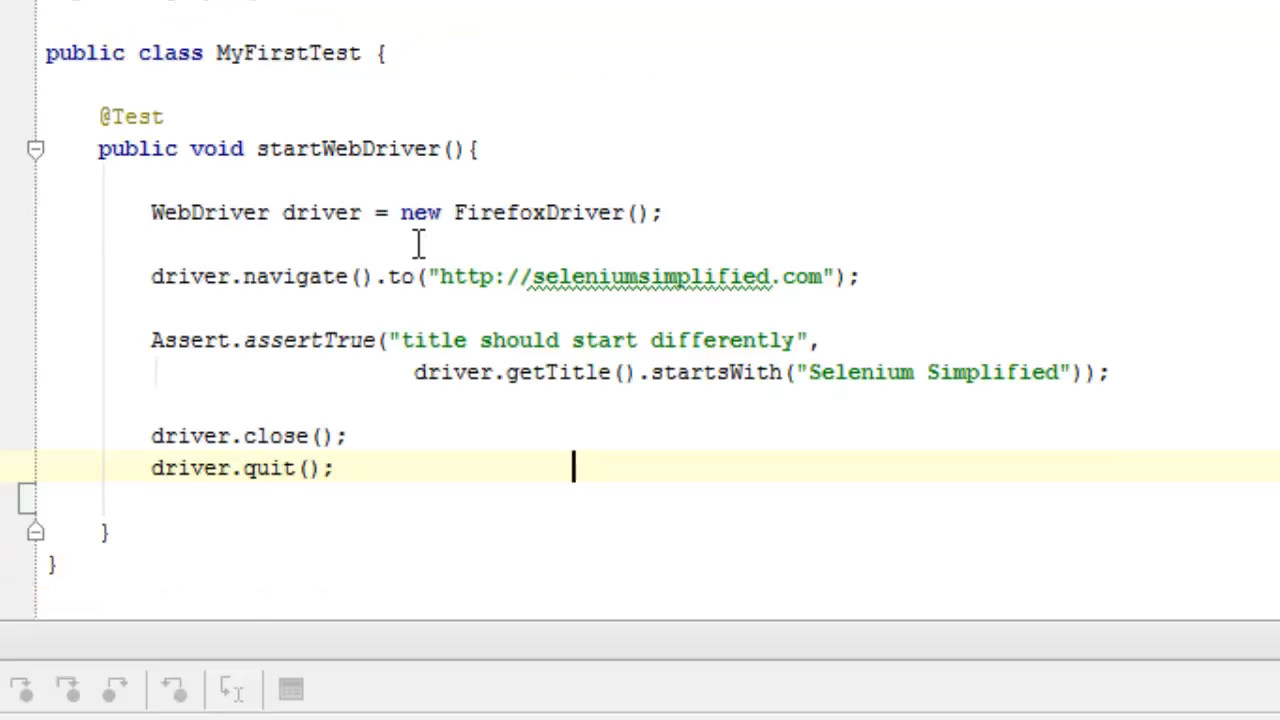 public class MyFirstTest {
@Test
public void startWebDriver(){
WebDriver driver = new FirefoxDriver();
driver.navigate().to("http://seleniumsimplified.com");
Assert.assertTrue("title should start differently",
driver.getTitle().startsWith("Selenium Simplified"));
driver.close();
driver.quit();
}
}